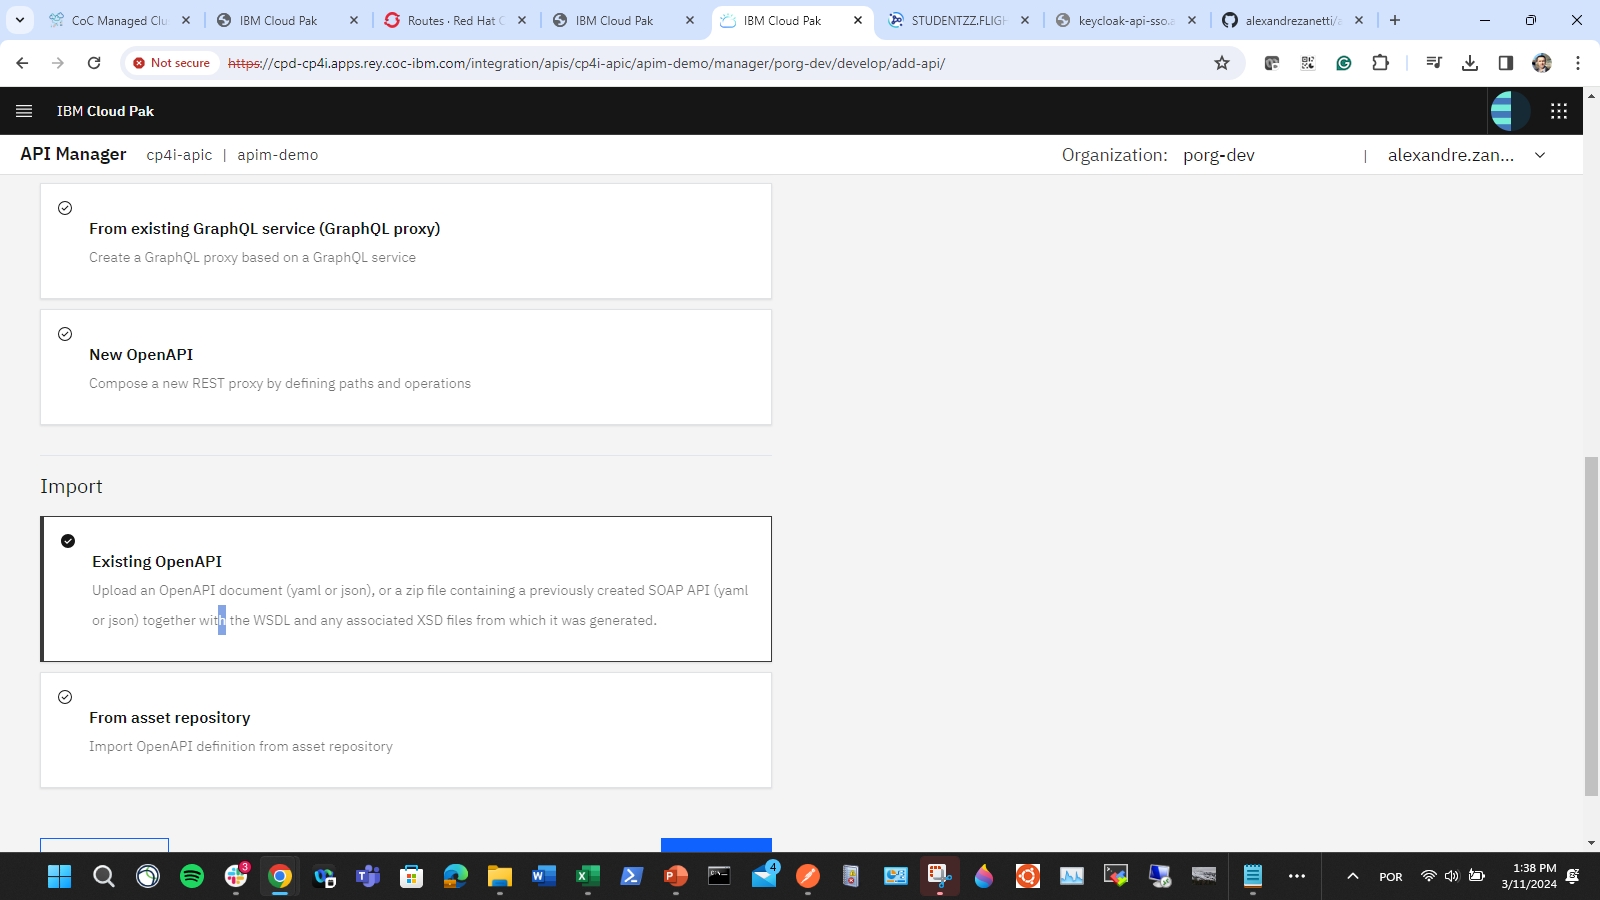 CoC Managed Clu
IBM Cloud Pak
Routes · Red Hat C
IBM Cloud Pak
IBM Cloud Pak
STUDENTZZ.FLIGH
keycloak-api-sso.a
alexandrezanetti/a
Not secure
https://cpd-cp4i.apps.rey.coc-ibm.com/integration/apis/cp4i-apic/apim-demo/manager/porg-dev/develop/add-api/
IBM Cloud Pak
API Manager cp4i-apic | apim-demo
Organization: porg-dev | alexandre.zan...
From existing GraphQL service (GraphQL proxy)
Create a GraphQL proxy based on a GraphQL service
New OpenAPI
Compose a new REST proxy by defining paths and operations
Import
Existing OpenAPI
Upload an OpenAPI document (yaml or json), or a zip file containing a previously created SOAP API (yaml
or json) together with the WSDL and any associated XSD files from which it was generated.
From asset repository
Import OpenAPI definition from asset repository
3
4
POR
1:38 PM
3/11/2024